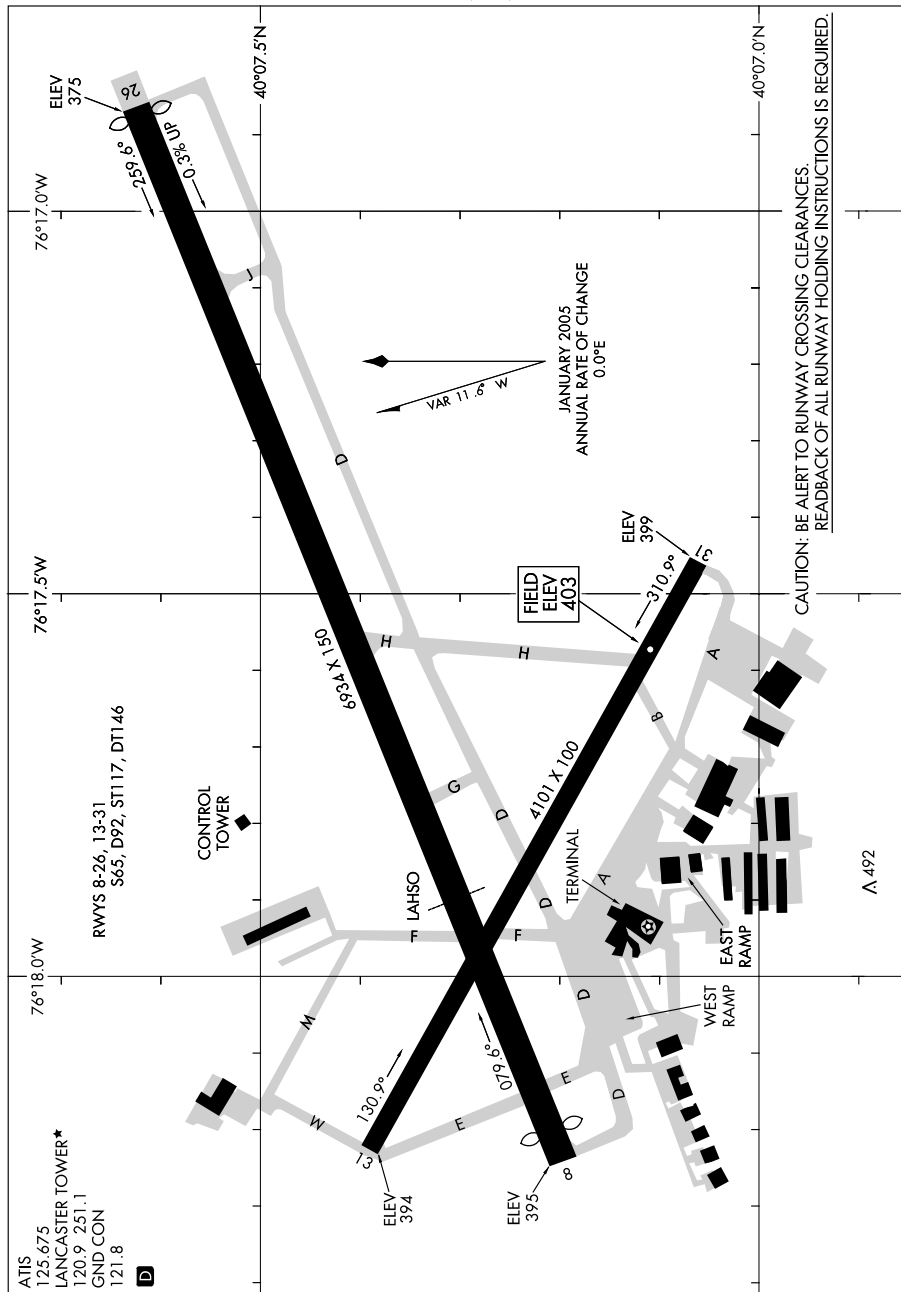 ATIS
125.675
LANCASTER TOWER★
120.9 251.1
GND CON
121.8
D
RWYS 8-26, 13-31
S65, D92, ST117, DT146
CONTROL
TOWER
76°18.0'W
76°17.5'W
76°17.0'W
40°07.5'N
40°07.0'N
ELEV
375
26
259.6°
0.3% UP
J
D
VAR 11.6° W
JANUARY 2005
ANNUAL RATE OF CHANGE
0.0°E
6934 X 150
H
H
G
D
LAHSO
F
F
D
M
W
130.9°
13
ELEV
394
E
E
079.6°
8
ELEV
395
D
D
4101 X 100
FIELD
ELEV
403
ELEV
399
31
310.9°
B
A
A
TERMINAL
EAST
RAMP
WEST
RAMP
492
CAUTION: BE ALERT TO RUNWAY CROSSING CLEARANCES.
READBACK OF ALL RUNWAY HOLDING INSTRUCTIONS IS REQUIRED.